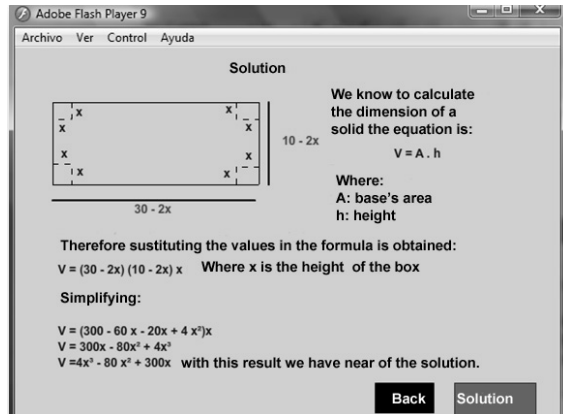 Adobe Flash Player 9
Archivo Ver Control Ayuda
Solution
x x
x x
10 - 2x
x x
x x
30 - 2x
We know to calculate
the dimension of a
solid the equation is:
V = A . h
Where:
A: base's area
h: height
Therefore sustituting the values in the formula is obtained:
V = (30 - 2x) (10 - 2x) x Where x is the height of the box
Simplifying:
V = (300 - 60 x - 20x + 4 x²)x
V = 300x - 80x² + 4x³
V =4x³ - 80 x² + 300x with this result we have near of the solution.
Back Solution